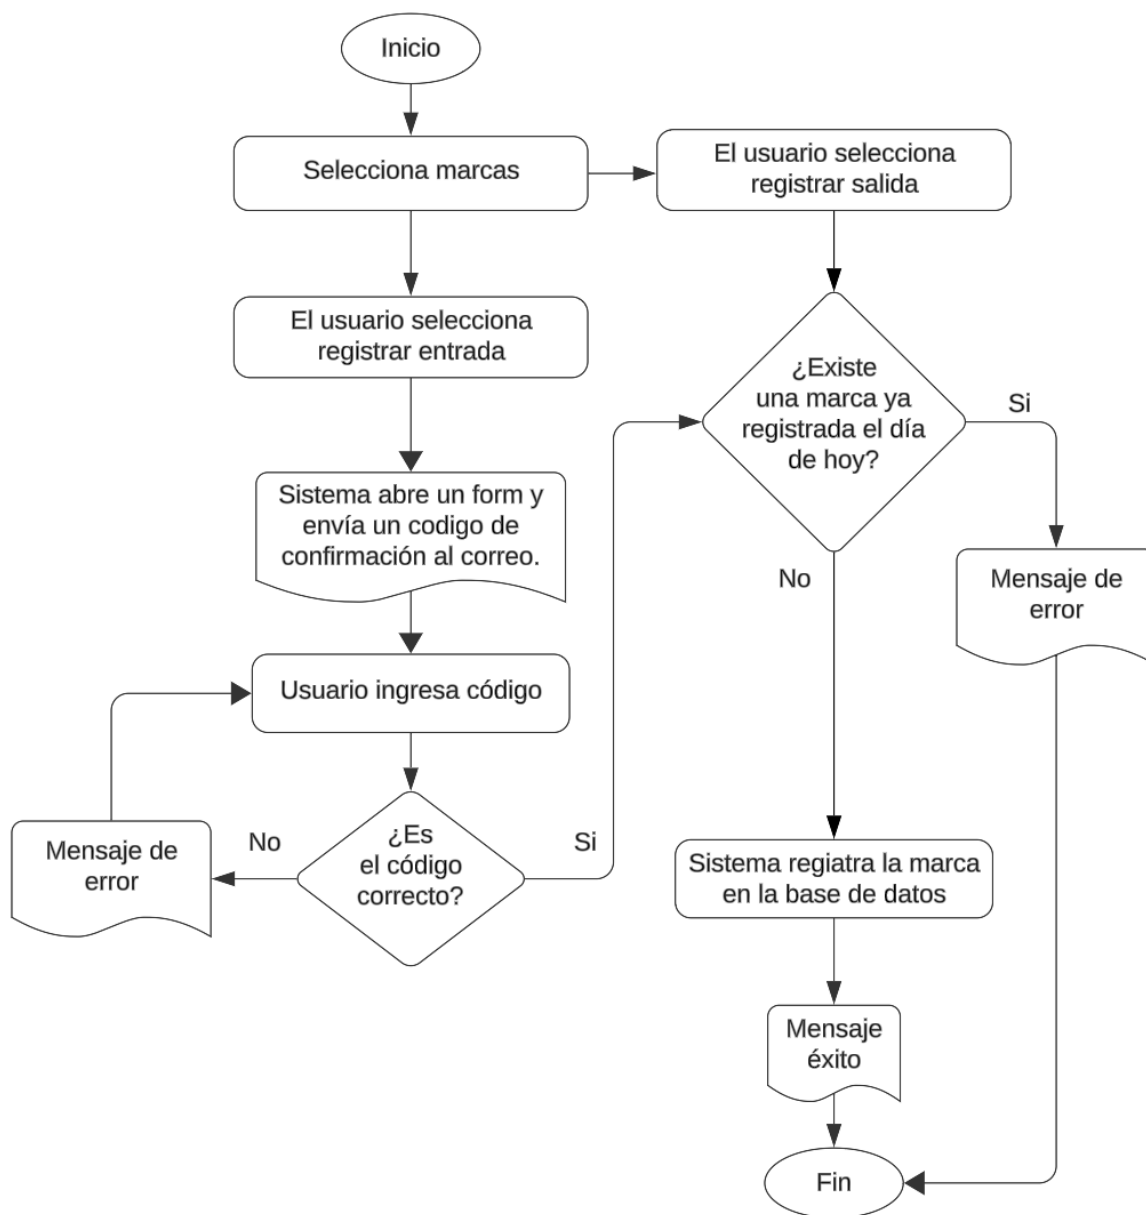 Inicio
Selecciona marcas
El usuario selecciona
registrar salida
El usuario selecciona
registrar entrada
¿Existe
una marca ya
registrada el día
de hoy?
Si
Sistema abre un form y
envía un codigo de
confirmación al correo.
No
Mensaje de
error
Usuario ingresa código
¿Es
el código
correcto?
No
Si
Mensaje de
error
Sistema regiatra la marca
en la base de datos
Mensaje
éxito
Fin